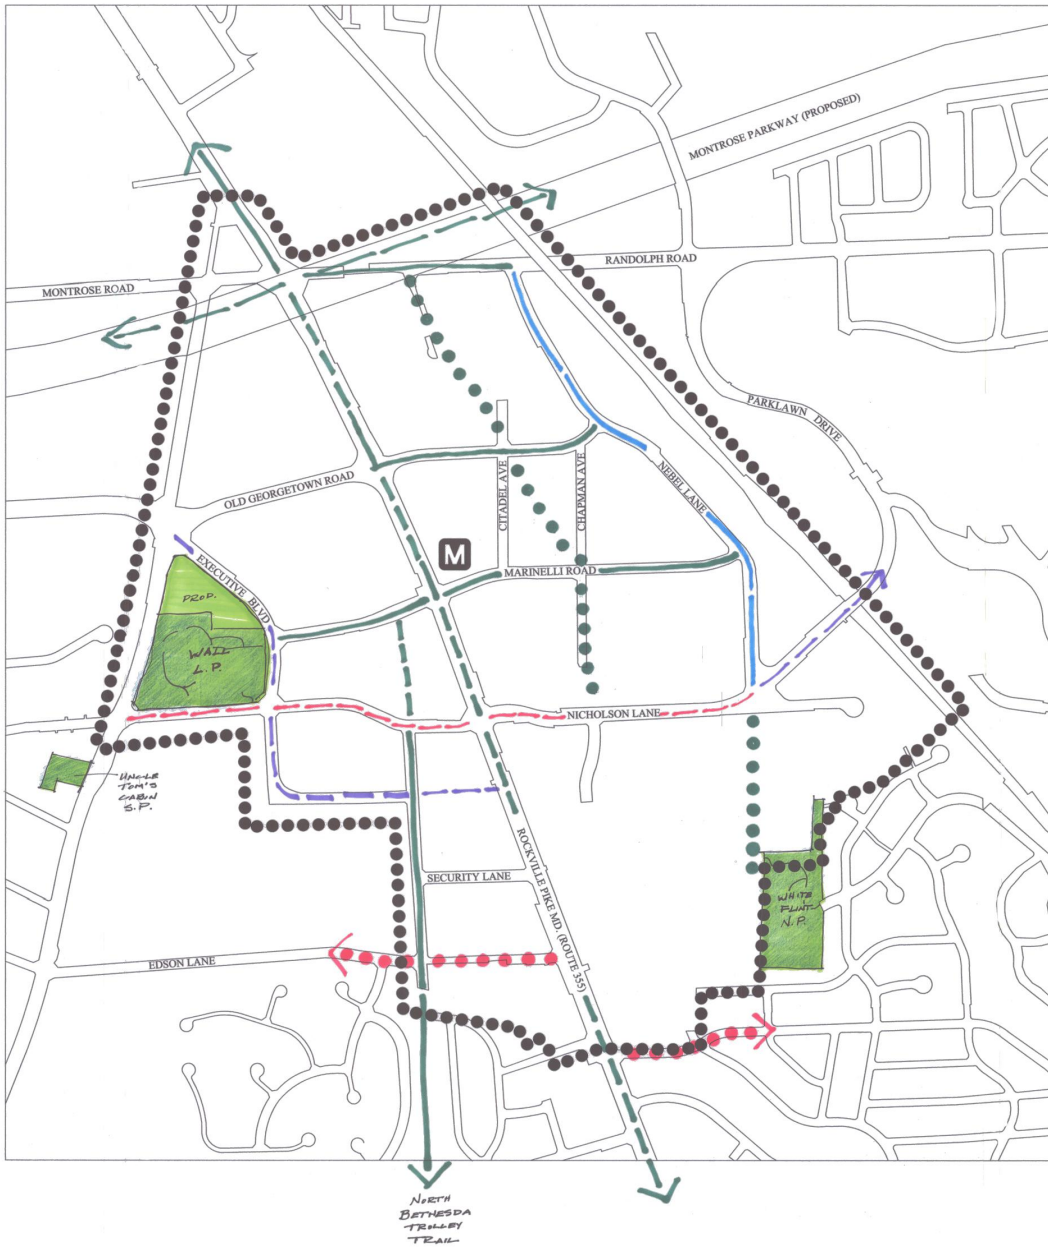 MONTROSE PARKWAY (PROPOSED)
RANDOLPH ROAD
MONTROSE ROAD
PARKLAWN DRIVE
OLD GEORGETOWN ROAD
CITADEL AVE
CHAPMAN AVE
NEBEL LANE
M
EXECUTIVE BLVD
MARINELLI ROAD
PROP.
WALL
L.P.
NICHOLSON LANE
UNCLE
TOM'S
CABIN
S.P.
ROCKVILLE PIKE MD. (ROUTE 355)
SECURITY LANE
WHITE
FLINT
N.P.
EDSON LANE
NORTH
BETHESDA
TROLLEY
TRAIL